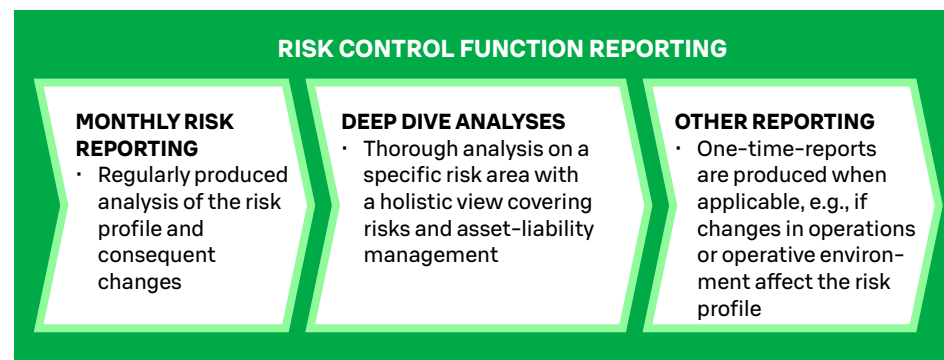 RISK CONTROL FUNCTION REPORTING
MONTHLY RISK
REPORTING
· Regularly produced
analysis of the risk
profile and
consequent
changes
DEEP DIVE ANALYSES
· Thorough analysis on a
specific risk area with
a holistic view covering
risks and asset-liability
management
OTHER REPORTING
· One-time-reports
are produced when
applicable, e.g., if
changes in operations
or operative environ-
ment affect the risk
profile